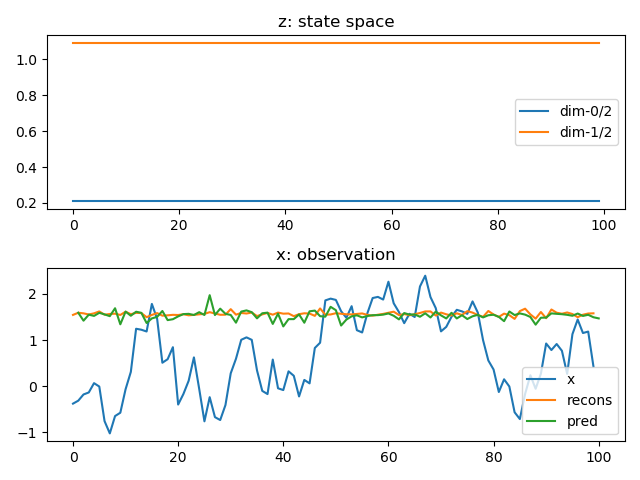 z: state space
1.0
0.8
0.6
0.4
0.2
dim-0/2
dim-1/2
0 20 40 60 80 100
x: observation
2
1
0
−1
x
recons
pred
0 20 40 60 80 100